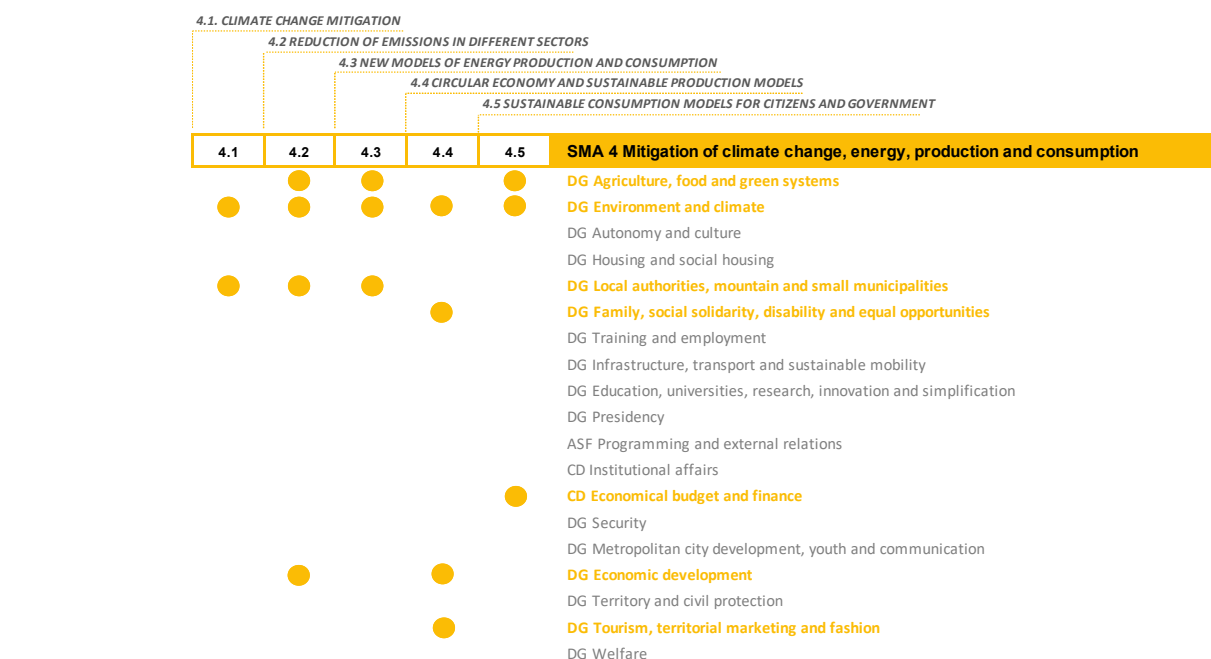 4.1. CLIMATE CHANGE MITIGATION
4.2 REDUCTION OF EMISSIONS IN DIFFERENT SECTORS
4.3 NEW MODELS OF ENERGY PRODUCTION AND CONSUMPTION
4.4 CIRCULAR ECONOMY AND SUSTAINABLE PRODUCTION MODELS
4.5 SUSTAINABLE CONSUMPTION MODELS FOR CITIZENS AND GOVERNMENT
4.1 4.2 4.3 4.4 4.5 SMA 4 Mitigation of climate change, energy, production and consumption
DG Agriculture, food and green systems
DG Environment and climate
DG Autonomy and culture
DG Housing and social housing
DG Local authorities, mountain and small municipalities
DG Family, social solidarity, disability and equal opportunities
DG Training and employment
DG Infrastructure, transport and sustainable mobility
DG Education, universities, research, innovation and simplification
DG Presidency
ASF Programming and external relations
CD Institutional affairs
CD Economical budget and finance
DG Security
DG Metropolitan city development, youth and communication
DG Economic development
DG Territory and civil protection
DG Tourism, territorial marketing and fashion
DG Welfare